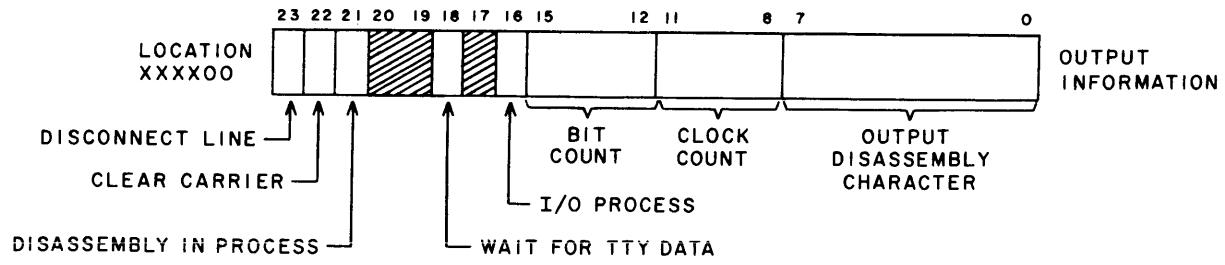 23 22 21 20 19 18 17 16 15 12 11 8 7 0
LOCATION
XXXX00
OUTPUT
INFORMATION
DISCONNECT LINE
CLEAR CARRIER
DISASSEMBLY IN PROCESS
WAIT FOR TTY DATA
I/O PROCESS
BIT
COUNT
CLOCK
COUNT
OUTPUT
DISASSEMBLY
CHARACTER